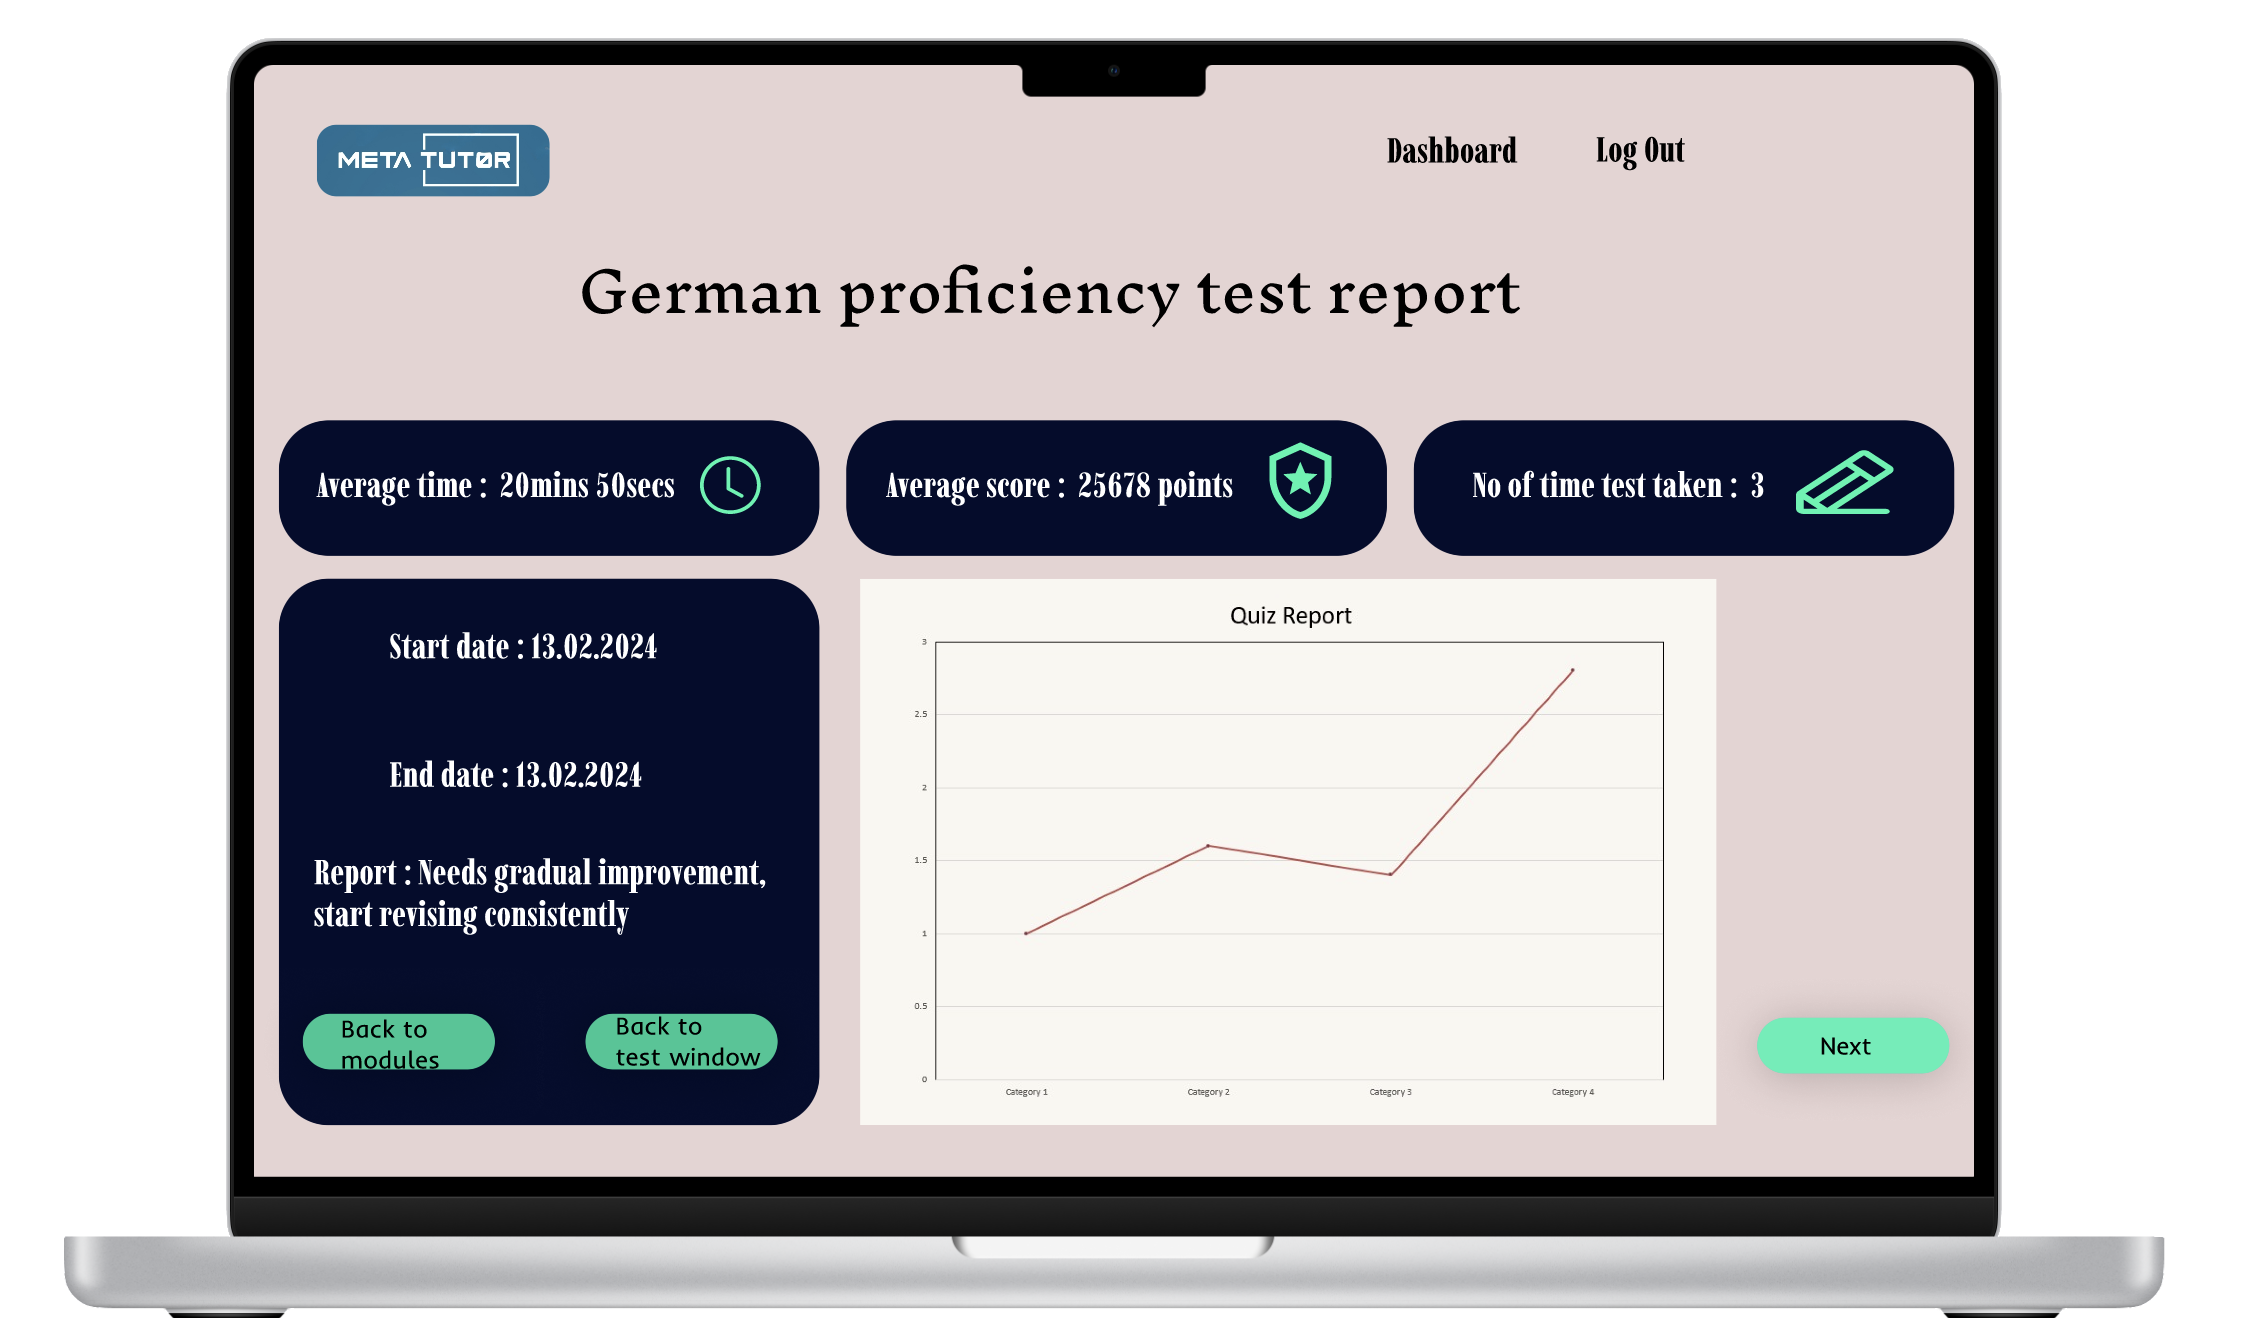 META TUTØR
Dashboard
Log Out
German proficiency test report
Average time : 20mins 50secs
Average score : 25678 points
No of time test taken : 3
Start date : 13.02.2024
End date : 13.02.2024
Report : Needs gradual improvement,
start revising consistently
Back to
modules
Back to
test window
Quiz Report
3
2.5
2
1.5
1
0.5
0
Category 1
Category 2
Category 3
Category 4
Next